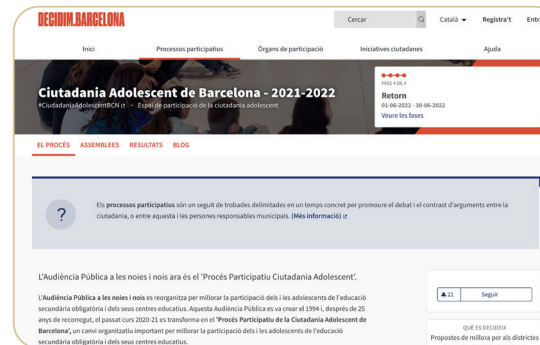 DECIDIM.BARCELONA
Cercar
Català
Registra't
Inici
Processos participatius
Òrgans de participació
Iniciatives ciutadanes
Ajuda
Ciutadania Adolescent de Barcelona - 2021-2022
#CiudadaniaAdolescentBCN - Espai de participació de la ciutadania adolescent
FASE 4 DE 4
Retorn
01-06-2022 - 30-06-2022
Veure les fases
EL PROCÉS ASSEMBLEES RESULTATS BLOG
?
Els processos participatius són un seguit de trobades delimitades en un temps concret per promoure el debat i el contrast d'arguments entre la
ciutadania, o entre aquesta i les persones responsables municipals. (Més informació)
L'Audiència Pública a les noies i nois ara és el 'Procés Participatiu Ciutadania Adolescent'.
L'Audiència Pública a les noies i nois es reorganitza per millorar la participació dels i les adolescents de l'educació
secundària obligatòria i dels seus centres educatius. Aquesta Audiència Pública es va crear el 1994 i, després de 25
anys de recorregut, el passat curs 2020-21 es transforma en el 'Procés Participatiu de la Ciutadania Adolescent de
Barcelona', un canvi organitzatiu important per millorar la participació dels i les adolescents de l'educació
secundària obligatòria i dels seus centres educatius.
21
Seguir
QUÈ ES DECIDEIX
Propostes de millora per als districtes